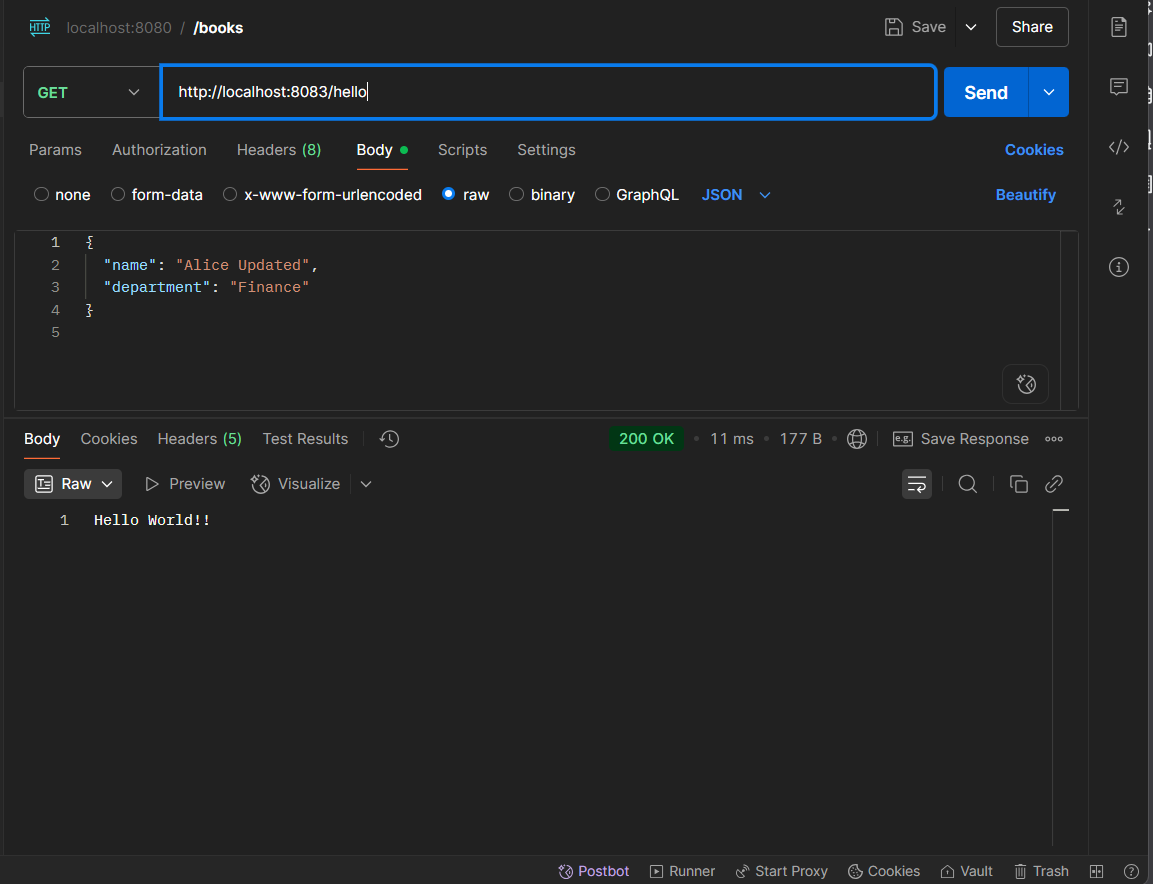 HTTP localhost:8080 / /books Save Share
GET http://localhost:8083/hello Send
Params Authorization Headers (8) Body Scripts Settings Cookies
none form-data x-www-form-urlencoded raw binary GraphQL JSON Beautify
1 {
2 "name": "Alice Updated",
3 "department": "Finance"
4 }
5
Body Cookies Headers (5) Test Results 200 OK • 11 ms • 177 B • e.g. Save Response
Raw Preview Visualize
1 Hello World!!
Postbot Runner Start Proxy Cookies Vault Trash